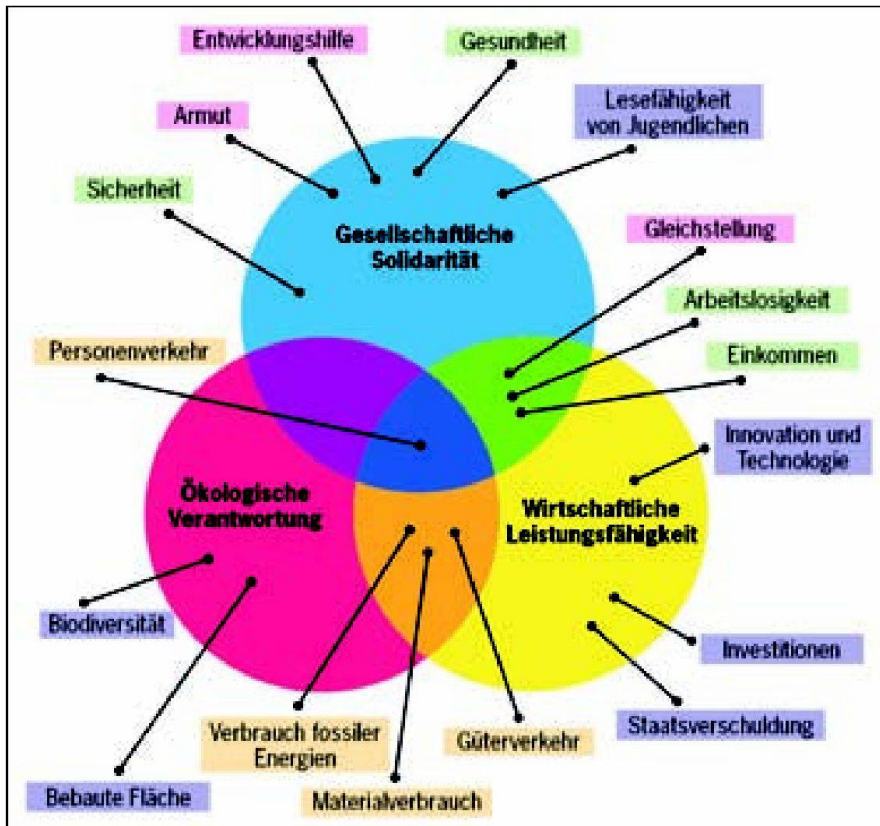 Entwicklungshilfe
Gesundheit
Armut
Lesefähigkeit
von Jugendlichen
Sicherheit
Gesellschaftliche
Solidarität
Gleichstellung
Arbeitslosigkeit
Personenverkehr
Einkommen
Innovation und
Technologie
Ökologische
Verantwortung
Wirtschaftliche
Leistungsfähigkeit
Biodiversität
Investitionen
Verbrauch fossiler
Energien
Güterverkehr
Staatsverschuldung
Bebaute Fläche
Materialverbrauch